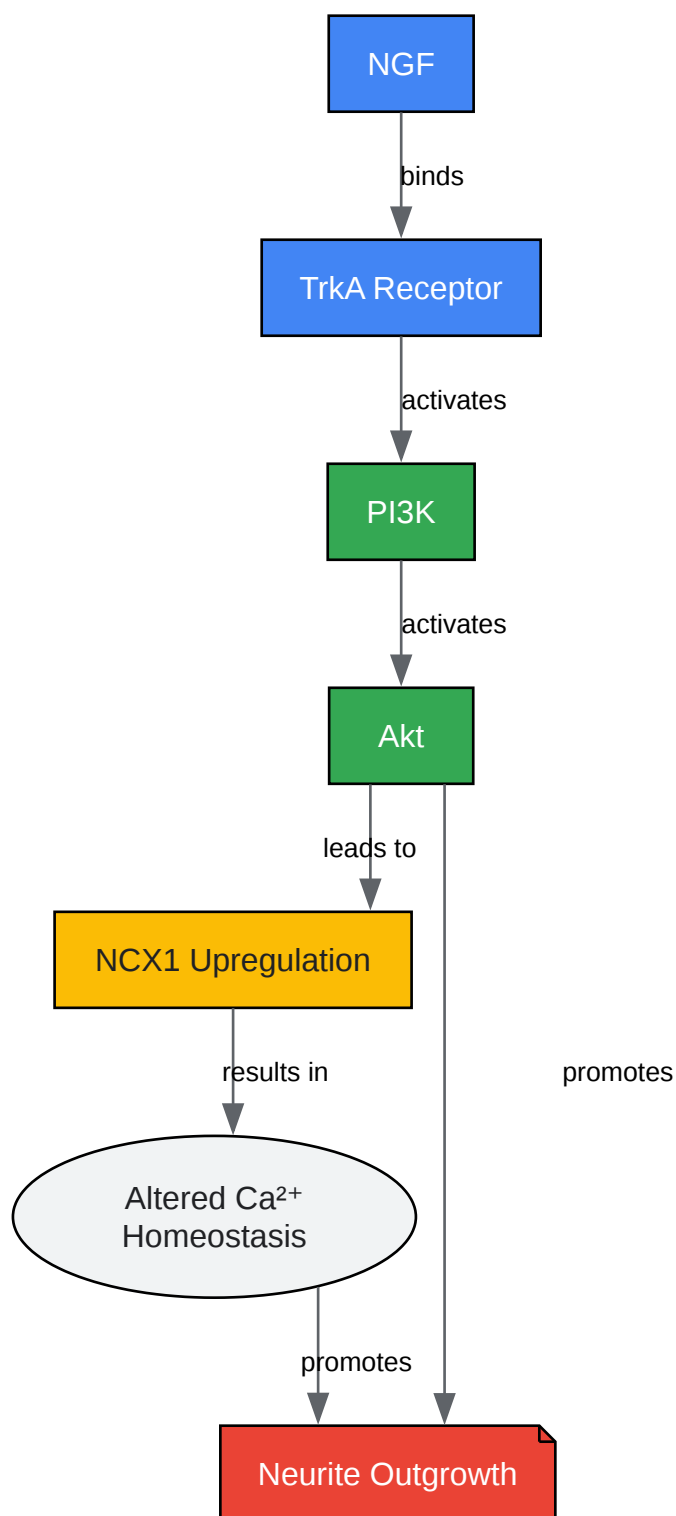 NGF
binds
TrkA Receptor
activates
PI3K
activates
Akt
leads to
NCX1 Upregulation
results in
promotes
Altered Ca²⁺
Homeostasis
promotes
Neurite Outgrowth